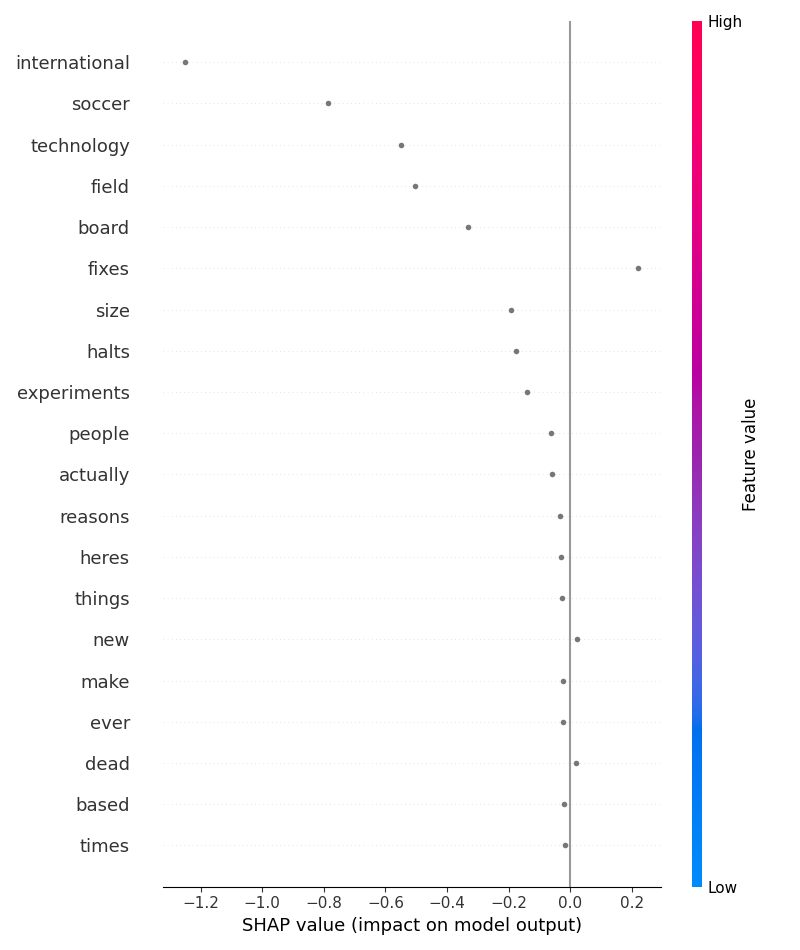 High
international
soccer
technology
field
board
fixes
size
halts
experiments
people
actually
reasons
heres
things
new
make
ever
dead
based
times
Feature value
Low
−1.2 −1.0 −0.8 −0.6 −0.4 −0.2 0.0 0.2
SHAP value (impact on model output)